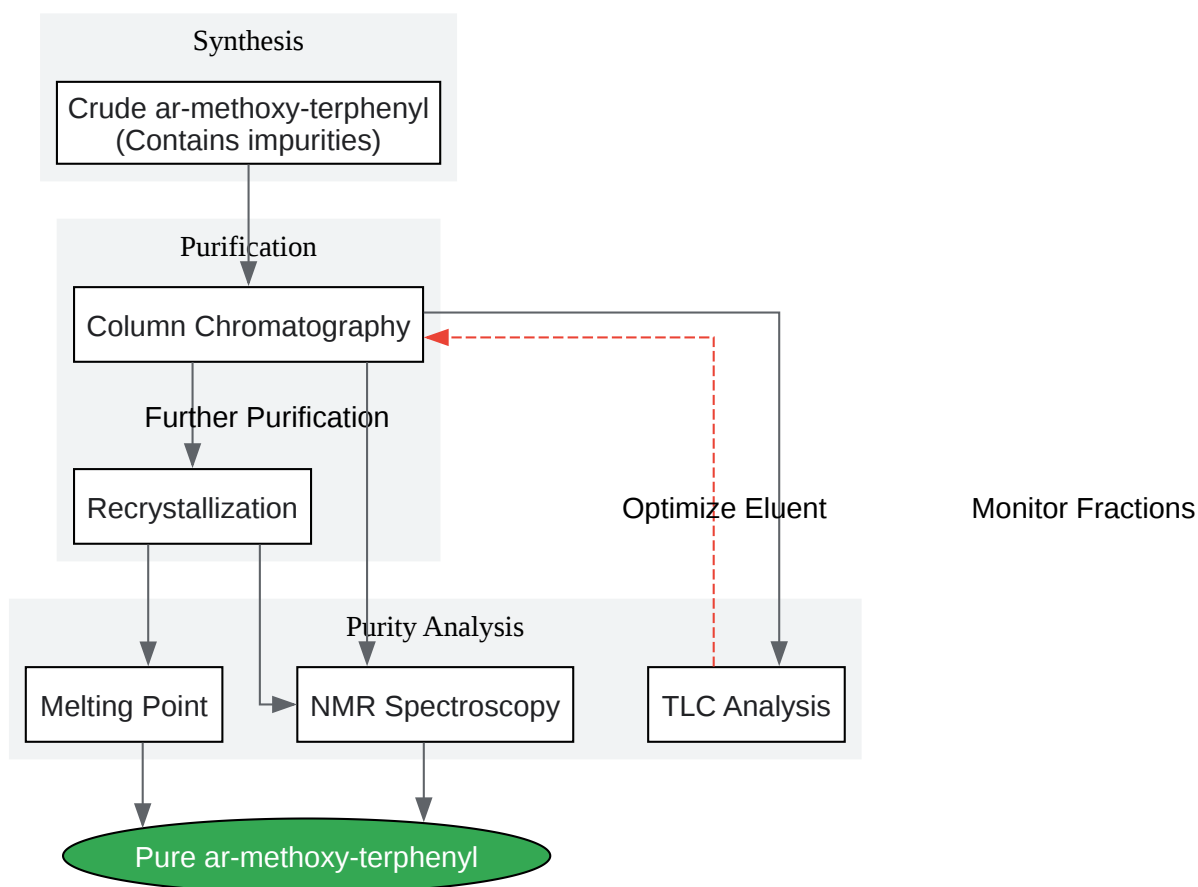 Synthesis
Crude ar-methoxy-terphenyl
(Contains impurities)
Purification
Column Chromatography
Further Purification
Recrystallization
Optimize Eluent
Monitor Fractions
Purity Analysis
Melting Point
NMR Spectroscopy
TLC Analysis
Pure ar-methoxy-terphenyl